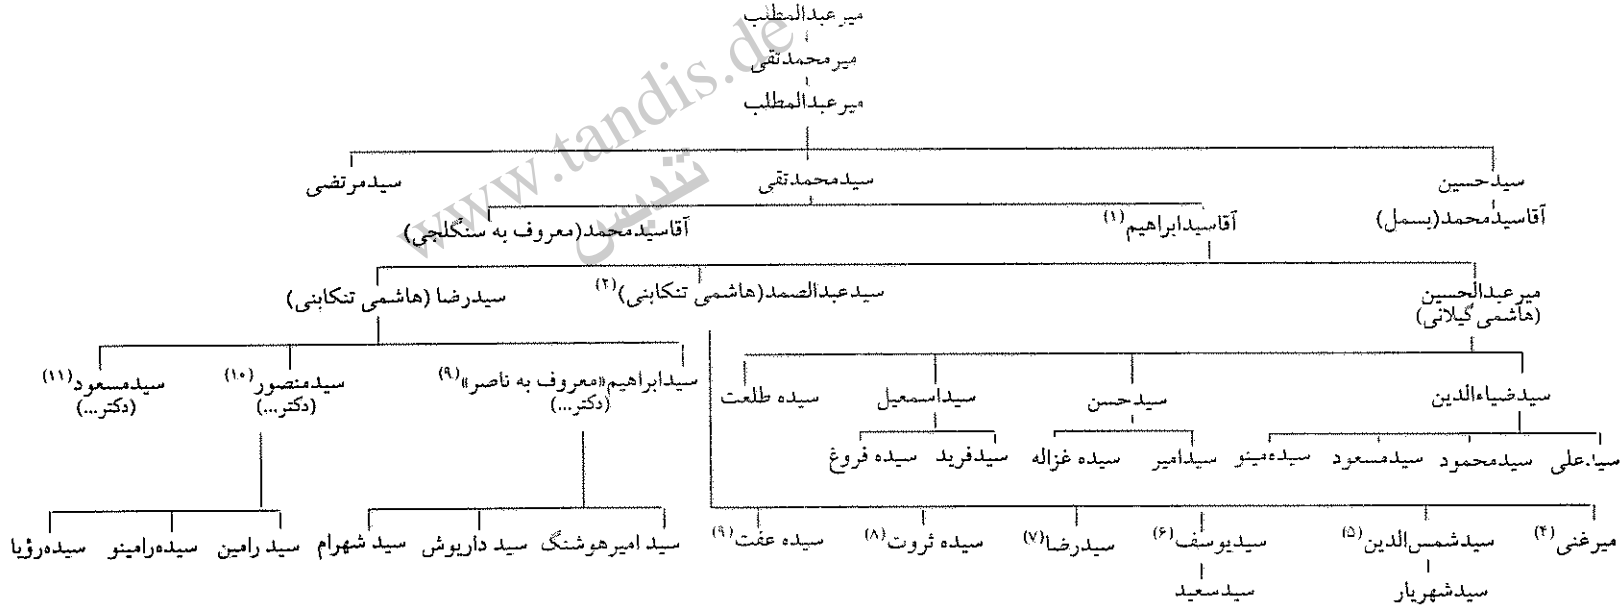 میرعبدالمطلب
میرمحمدتقی
میرعبدالمطلب
سیدحسین سیدمحمدتقی سیدمرتضی
آقاسیدمحمد(بسمل) آقاسیدابراهیم (۱) آقاسیدمحمد(معروف به سنگلجی)
میرعبدالحسین سیدعبدالصمد(هاشمی تنکابنی) (۲) سیدرضا (هاشمی تنکابنی)
(هاشمی گیلانی)
سیدابراهیم«معروف به ناصر» (۹) سیدمنصور (۱۰) سیدمسعود (۱۱)
(دکتر...) (دکتر...) (دکتر...)
سیدضیاءالدین سیدحسن سیداسمعیل سیده طلعت
سیدعلی سیدمحمود سیدمسعود سیده‌مینو سیدامیر سیده غزاله سیدفرید سیده فروغ
میرغنی (۴) سیدشمس‌الدین (۵) سیدیوسف (۶) سیدرضا (۷) سیده ثروت (۸) سیده عفت (۹) سید امیرهوشنگ سید داریوش سید شهرام سید رامین سیده‌رامینو سیده‌رؤیا
سیدشهریار سیدسعید
www.tandis.de
تندیس